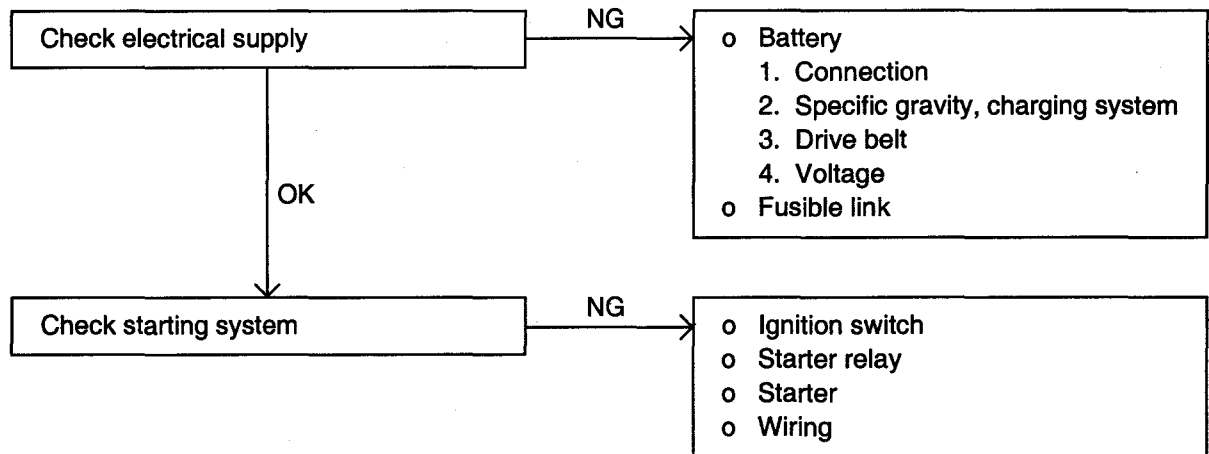 Check electrical supply
NG
o Battery
1. Connection
2. Specific gravity, charging system
3. Drive belt
4. Voltage
o Fusible link
OK
Check starting system
NG
o Ignition switch
o Starter relay
o Starter
o Wiring